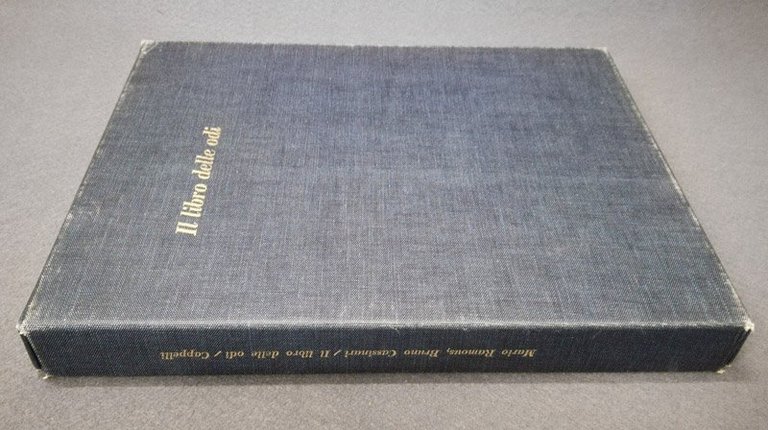 Il libro delle odi
Mario Ramous, Bruno Cassinari / Il libro delle odi / Cappelli